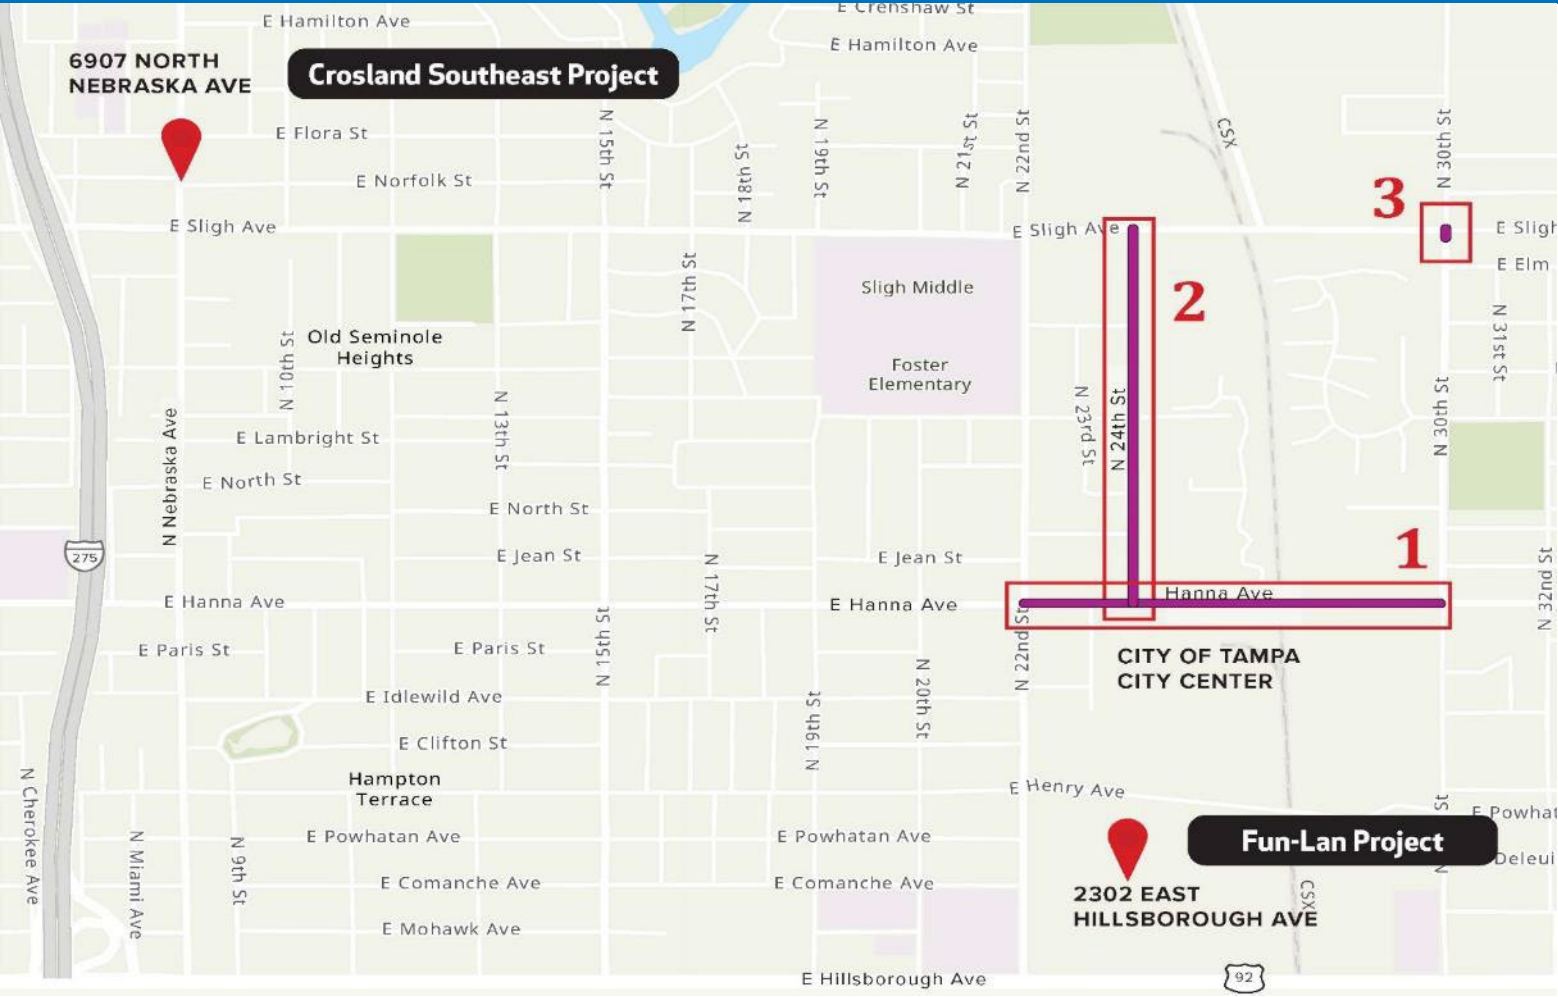 E Crenshaw St
E Hamilton Ave
E Hamilton Ave
6907 NORTH
NEBRASKA AVE
Crosland Southeast Project
E Flora St
N 15th St
N 18th St
N 19th St
N 21st St
N 22nd St
CSX
N 30th St
E Norfolk St
3
E Sligh Ave
E Sligh Ave
E Sligh
E Elm
N 17th St
Sligh Middle
2
N 31st St
Old Seminole
Heights
N 10th St
Foster
Elementary
N 13th St
N 23rd St
N 24th St
N 30th St
N Nebraska Ave
E Lambright St
E North St
E North St
275
E Jean St
E Jean St
N 17th St
1
N 32nd St
E Hanna Ave
E Hanna Ave
Hanna Ave
N 15th St
N 22nd St
E Paris St
E Paris St
CITY OF TAMPA
CITY CENTER
E Idlewild Ave
N 19th St
N 20th St
E Clifton St
Hampton
Terrace
E Henry Ave
N Cherokee Ave
N Miami Ave
N 9th St
E Powhatan Ave
E Powhatan Ave
Fun-Lan Project
N St
E Powhat
Deleui
E Comanche Ave
E Comanche Ave
2302 EAST
HILLSBOROUGH AVE
CSX
E Mohawk Ave
E Hillsborough Ave
92